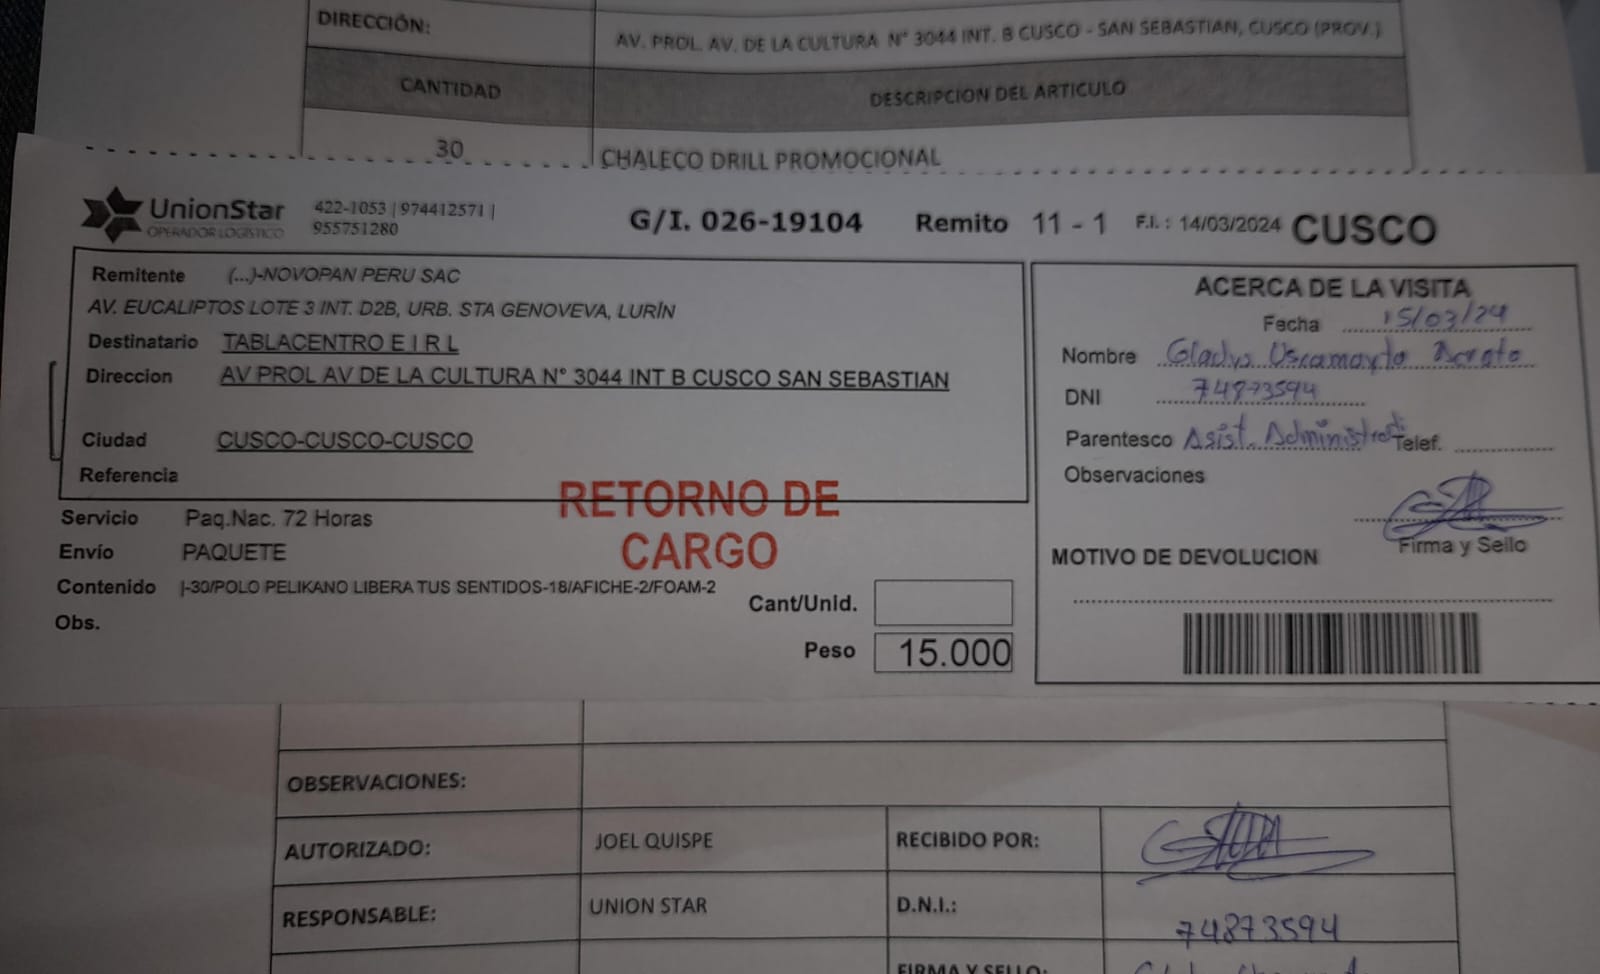 DIRECCIÓN: AV. PROL. AV. DE LA CULTURA N° 3044 INT. B CUSCO - SAN SEBASTIAN, CUSCO (PROV.)
CANTIDAD DESCRIPCION DEL ARTICULO
30 CHALECO DRILL PROMOCIONAL
UnionStar
OPERADOR LOGÍSTICO
422-1053 | 974412571 |
955751280
G/I. 026-19104 Remito 11 - 1 F.I. : 14/03/2024 CUSCO
Remitente (...)-NOVOPAN PERU SAC
AV. EUCALIPTOS LOTE 3 INT. D2B, URB. STA GENOVEVA, LURÍN
Destinatario TABLACENTRO E I R L
Direccion AV PROL AV DE LA CULTURA N° 3044 INT B CUSCO SAN SEBASTIAN
Ciudad CUSCO-CUSCO-CUSCO
Referencia
RETORNO DE
CARGO
Servicio Paq.Nac. 72 Horas
Envío PAQUETE
Contenido |-30/POLO PELIKANO LIBERA TUS SENTIDOS-18/AFICHE-2/FOAM-2
Obs.
Cant/Unid.
Peso 15.000
ACERCA DE LA VISITA
Fecha 15/03/24
Nombre Gladys Uscamayta
DNI 74873594
Parentesco Asist. Administrat Telef.
Observaciones
Firma y Sello
MOTIVO DE DEVOLUCION
OBSERVACIONES:
AUTORIZADO: JOEL QUISPE RECIBIDO POR:
RESPONSABLE: UNION STAR D.N.I.: 74873594
FIRMA Y SELLO: